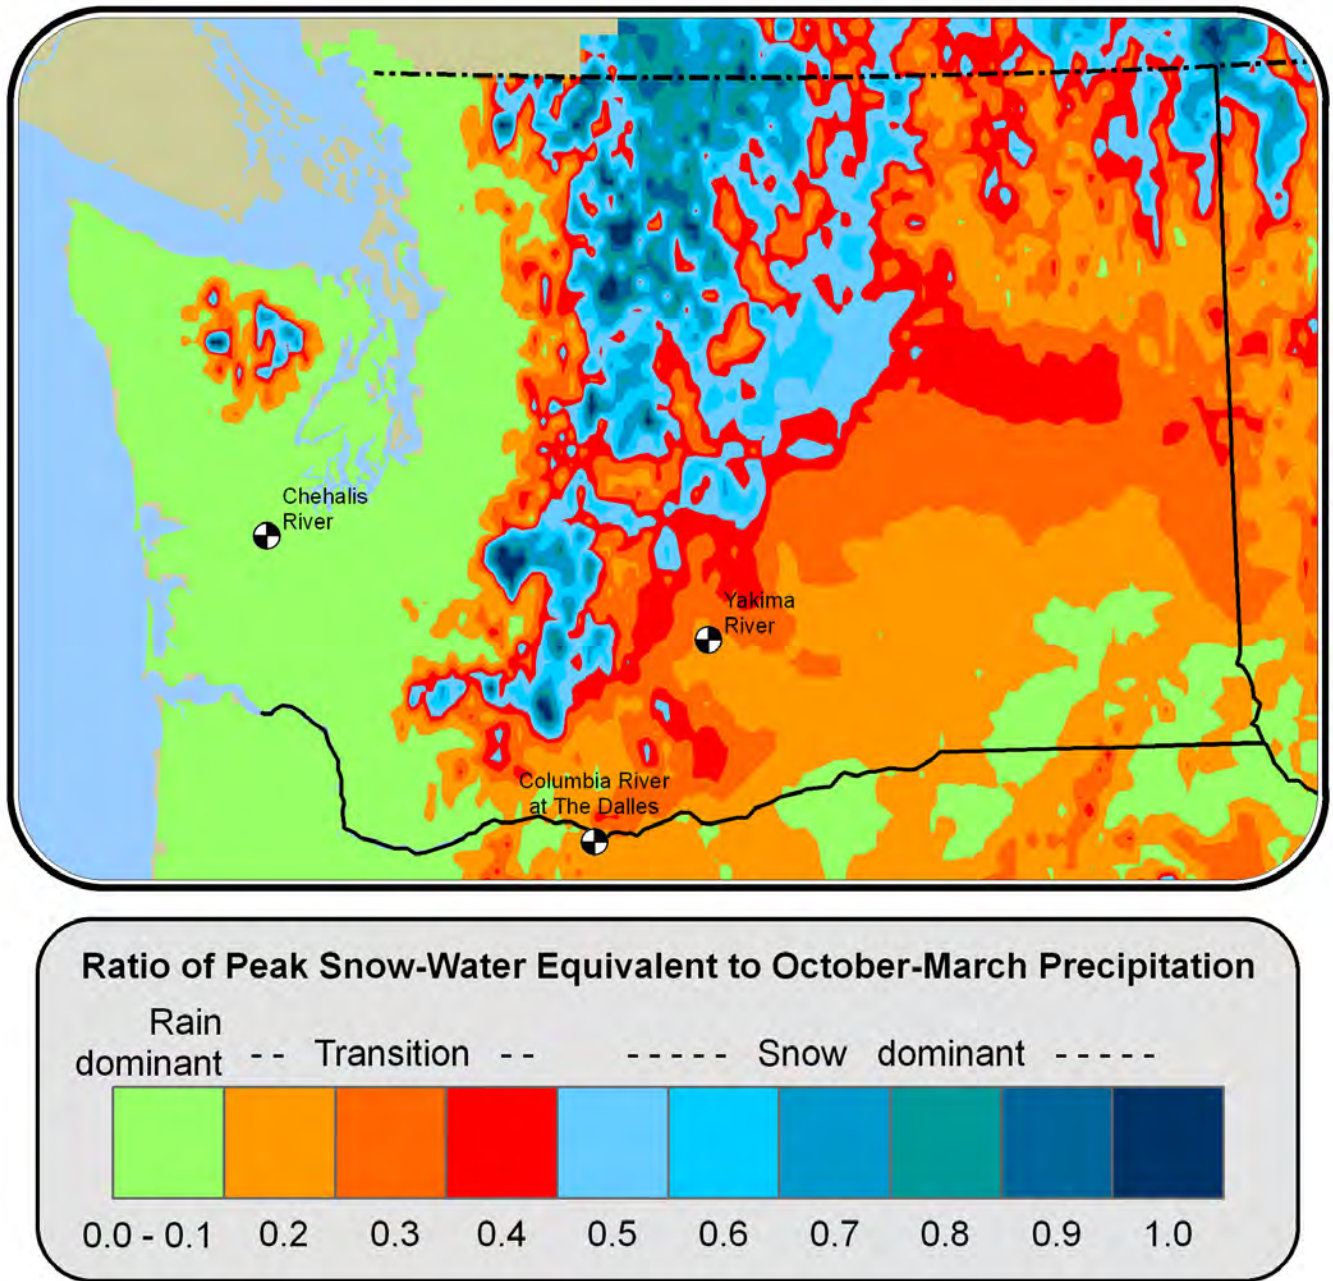 Chehalis
River
Yakima
River
Columbia River
at The Dalles
Ratio of Peak Snow-Water Equivalent to October-March Precipitation
Rain
dominant -- Transition -- ----- Snow dominant -----
0.0 - 0.1 0.2 0.3 0.4 0.5 0.6 0.7 0.8 0.9 1.0